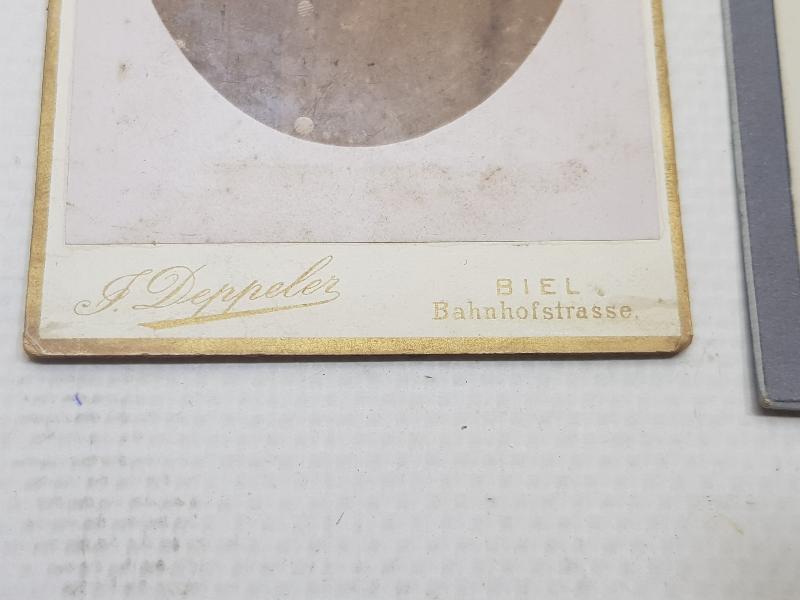 J. Deppeler
BIEL.
Bahnhofstrasse.